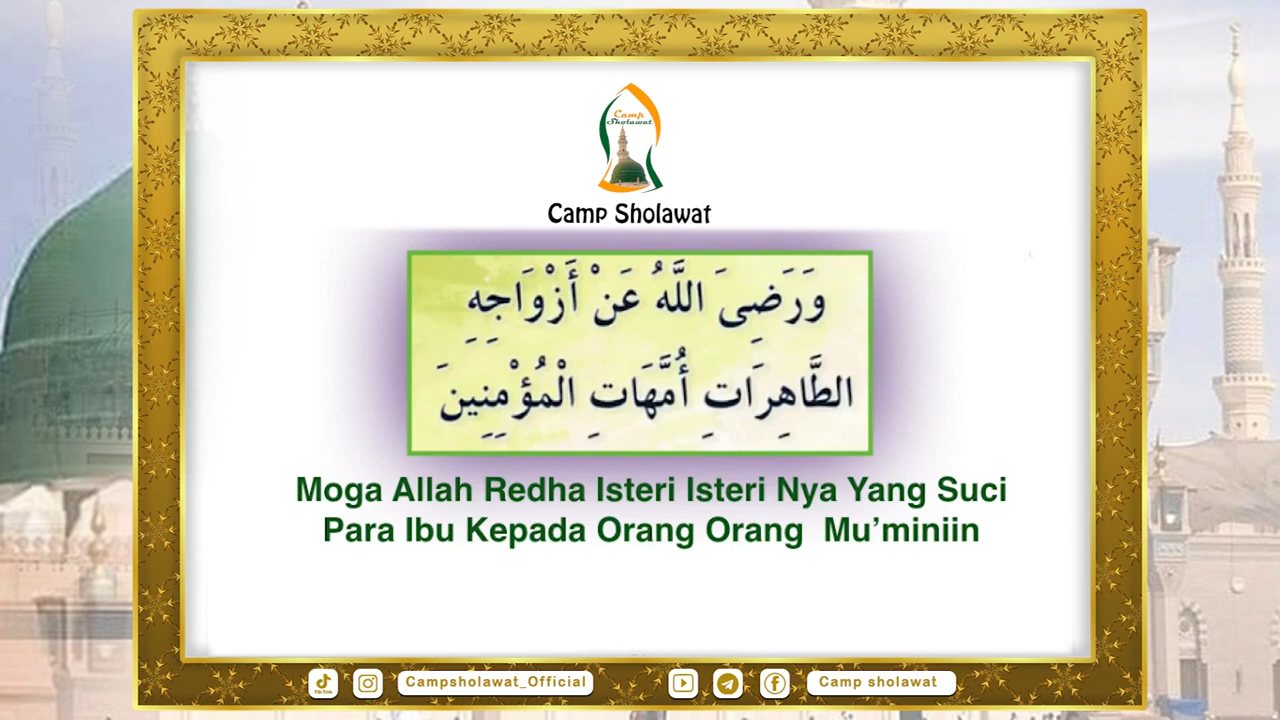 Camp
Sholawat
Camp Sholawat
وَرَضِىَ اللَّهُ عَنْ أَزْوَاجِهِ
الطَّاهِرَاتِ أُمَّهَاتِ الْمُؤْمِنِينَ
Moga Allah Redha Isteri Isteri Nya Yang Suci
Para Ibu Kepada Orang Orang Mu’miniin
TikTok
Campsholawat_Official
Camp sholawat